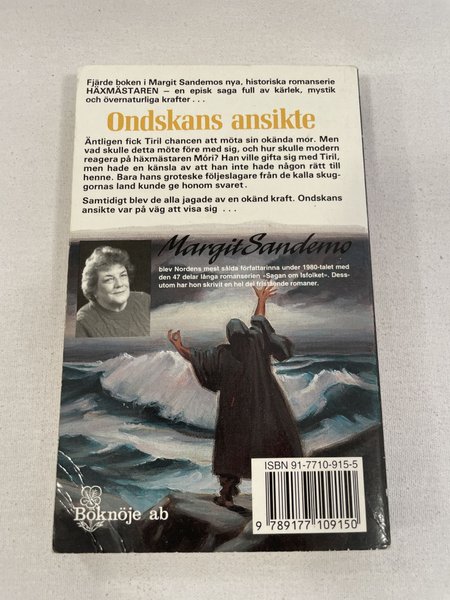 Fjärde boken i Margit Sandemos nya, historiska romanserie
HÄXMÄSTAREN – en episk saga full av kärlek, mystik
och övernaturliga krafter . . .
Ondskans ansikte
Äntligen fick Tiril chancen att möta sin okända mor. Men
vad skulle detta möte före med sig, och hur skulle modern
reagera på häxmästaren Móri? Han ville gifta sig med Tiril,
men hade en känsla av att han inte hade någon rätt till
henne. Bara hans groteske följeslagare från de kalla skug-
gornas land kunde ge honom svaret.
Samtidigt blev de alla jagade av en okänd kraft. Ondskans
ansikte var på väg att visa sig . . .
Margit Sandemo
blev Nordens mest sålda författarinna under 1980-talet med
den 47 delar långa romanserien »Sagan om Isfolket». Dess-
utom har hon skrivit en hel del fristående romaner.
ISBN 91-7710-915-5
9 789177 109150
Boknöje ab